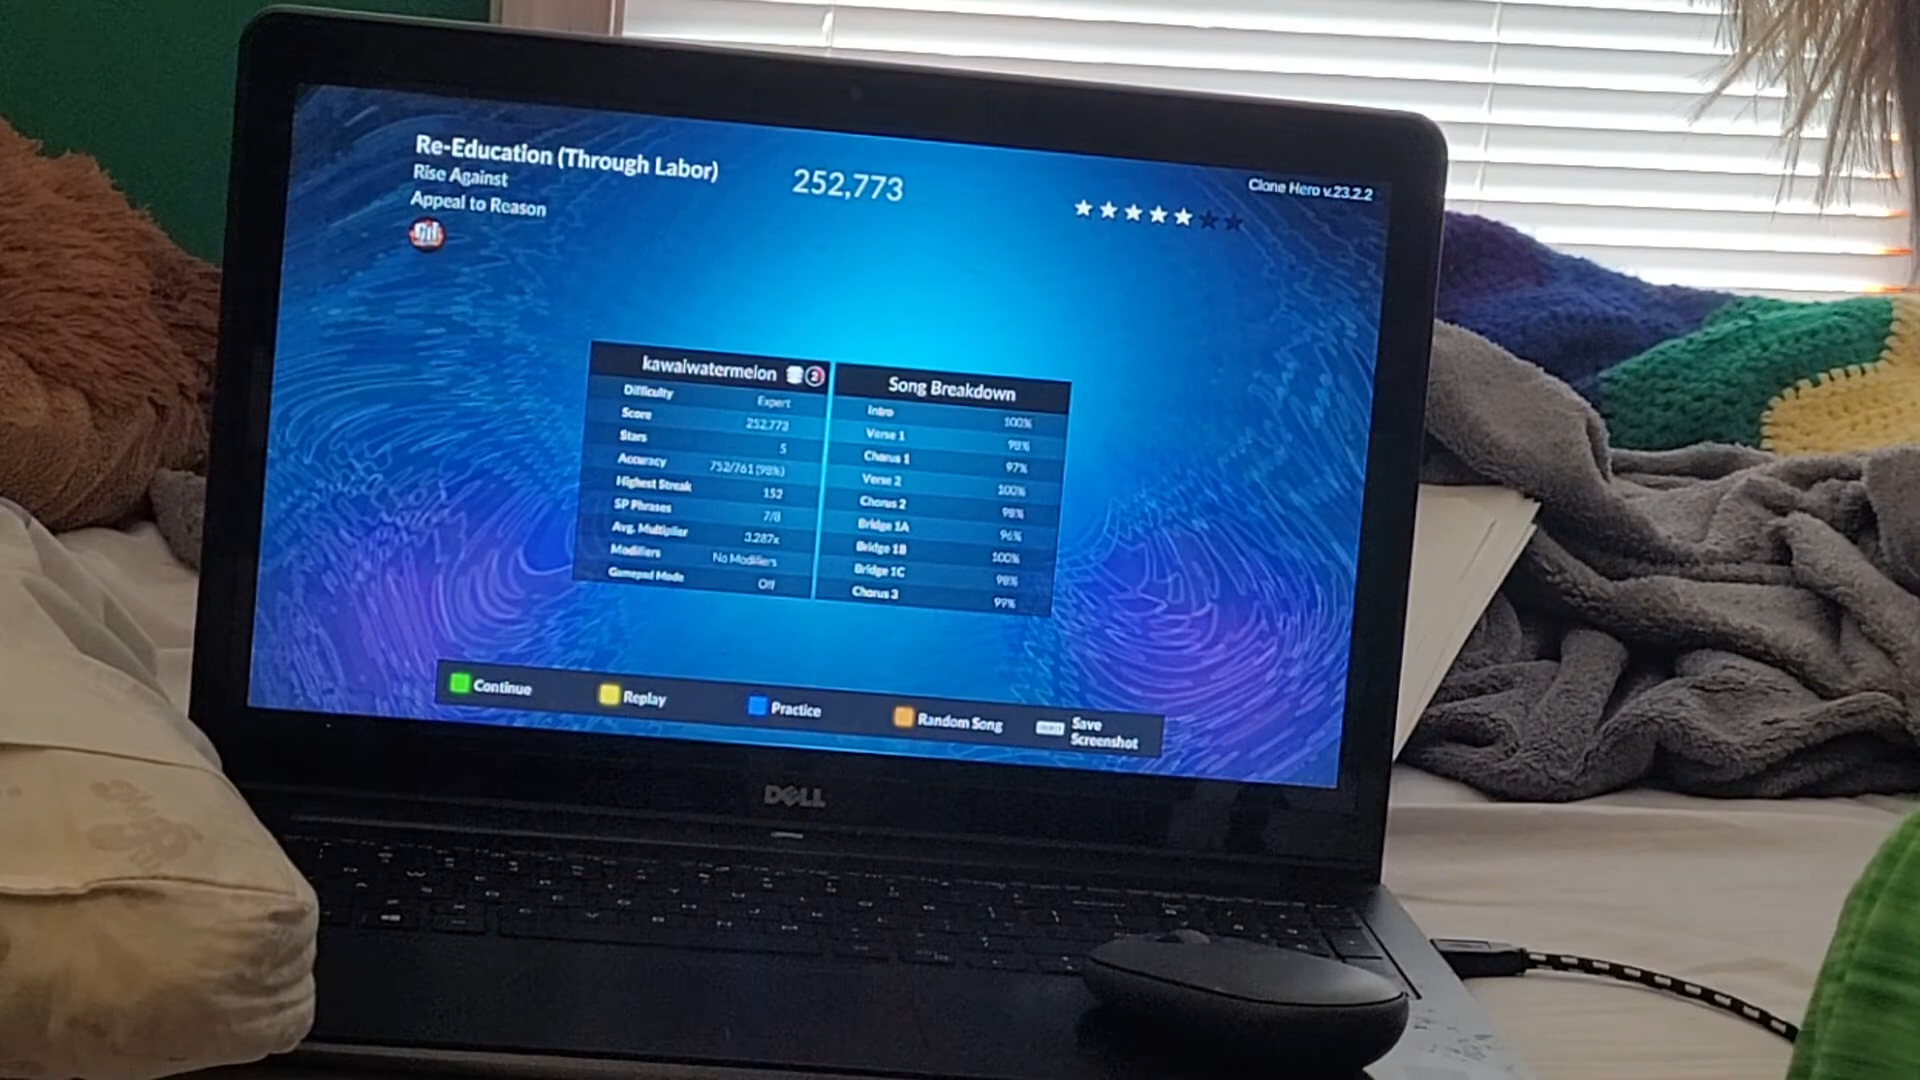 Re-Education (Through Labor)
Rise Against
Appeal to Reason
252,773
Clone Hero v.23.2.2
kawaiwatermelon 2
Difficulty Expert
Score 252,773
Stars 5
Accuracy 752/761 (98%)
Highest Streak 152
SP Phrases 7/8
Avg. Multiplier 3.287x
Modifiers No Modifiers
Gamepad Mode Off
Song Breakdown
Intro 100%
Verse 1 98%
Chorus 1 97%
Verse 2 100%
Chorus 2 98%
Bridge 1A 96%
Bridge 1B 100%
Bridge 1C 98%
Chorus 3 99%
Continue
Replay
Practice
Random Song
Save
Screenshot
DELL